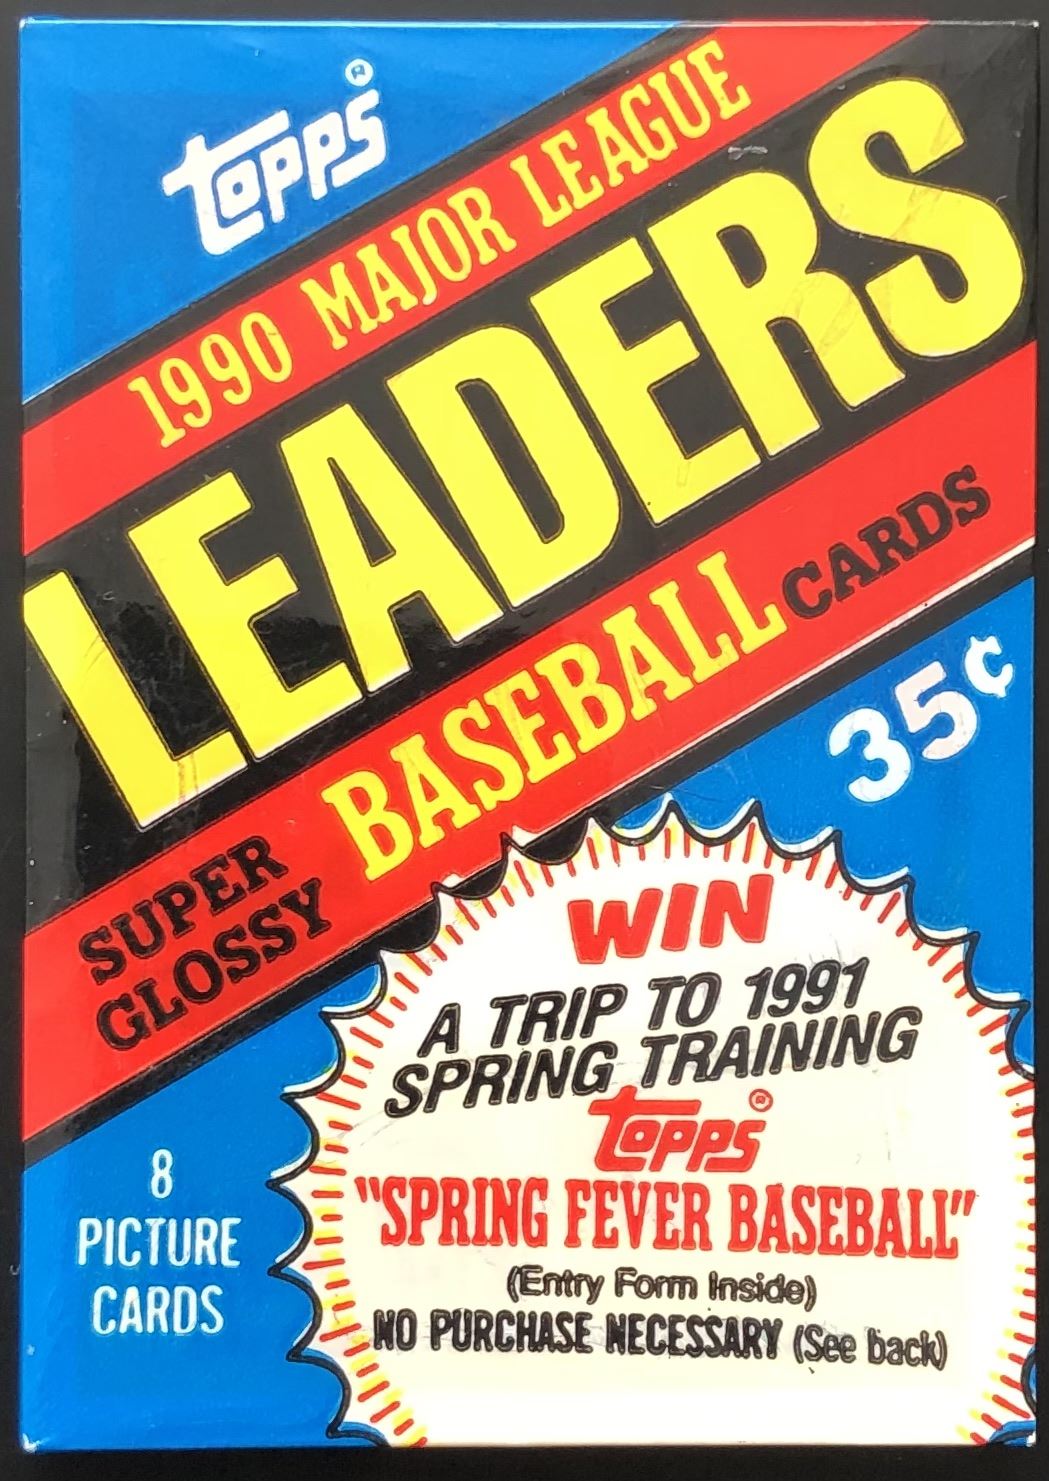 Topps®
1990 MAJOR LEAGUE
LEADERS
SUPER
GLOSSY
BASEBALL CARDS
35¢
WIN
A TRIP TO 1991
SPRING TRAINING
Topps®
"SPRING FEVER BASEBALL"
(Entry Form Inside)
NO PURCHASE NECESSARY (See back)
8
PICTURE
CARDS